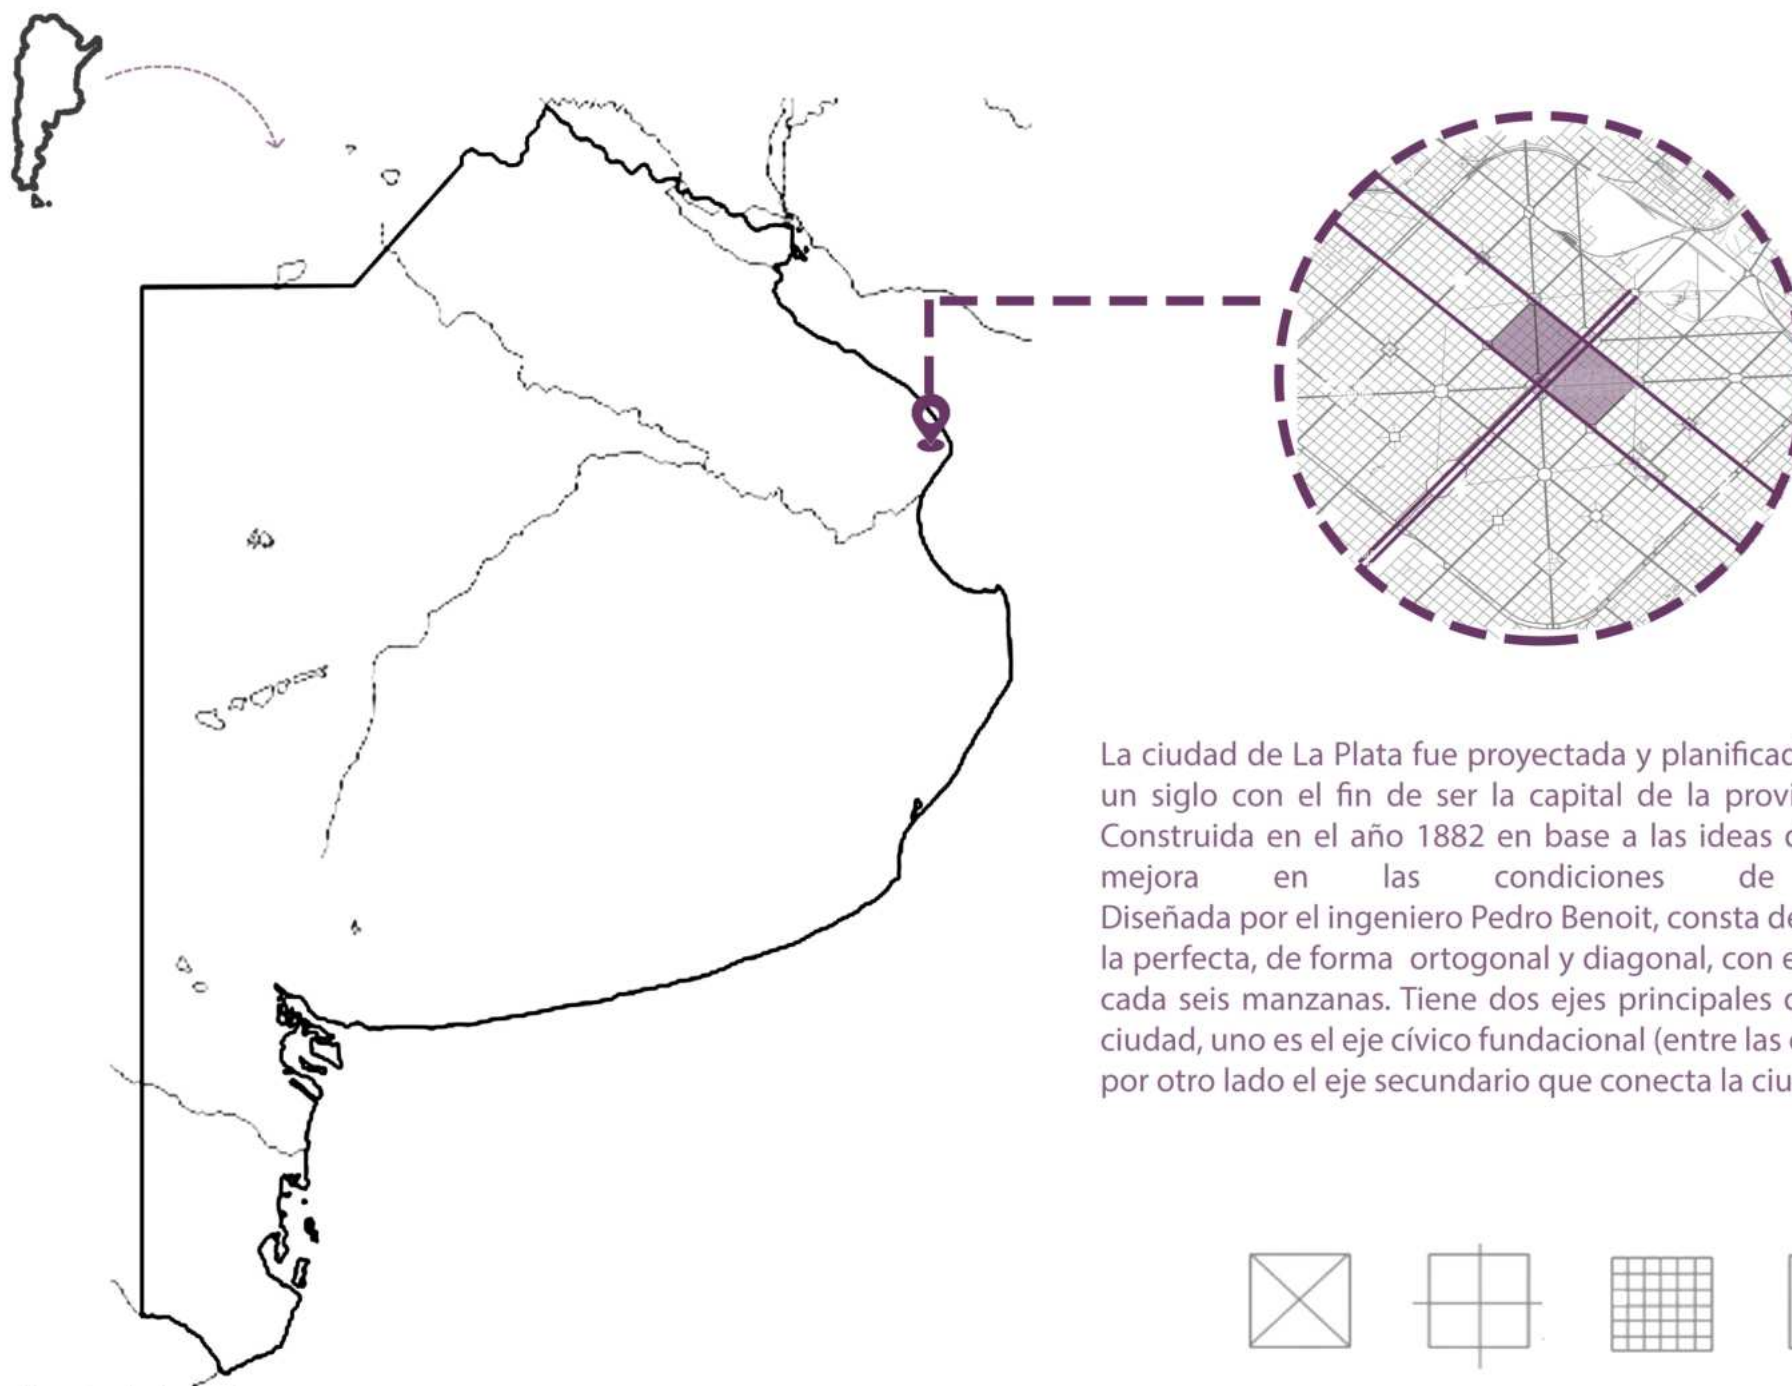 La ciudad de La Plata fue proyectada y planificad
un siglo con el fin de ser la capital de la provi
Construida en el año 1882 en base a las ideas
mejora en las condiciones de
Diseñada por el ingeniero Pedro Benoit, consta de
la perfecta, de forma ortogonal y diagonal, con e
cada seis manzanas. Tiene dos ejes principales
ciudad, uno es el eje cívico fundacional (entre las
por otro lado el eje secundario que conecta la ciu